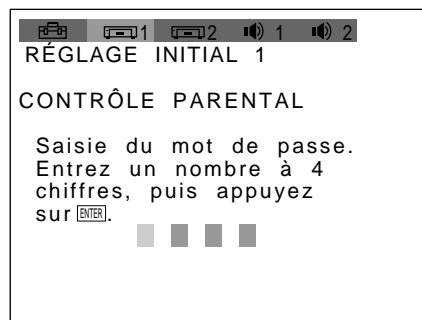 1 2 1 2
RÉGLAGE INITIAL 1
CONTRÔLE PARENTAL
Saisie du mot de passe.
Entrez un nombre à 4
chiffres, puis appuyez
sur ENTER.